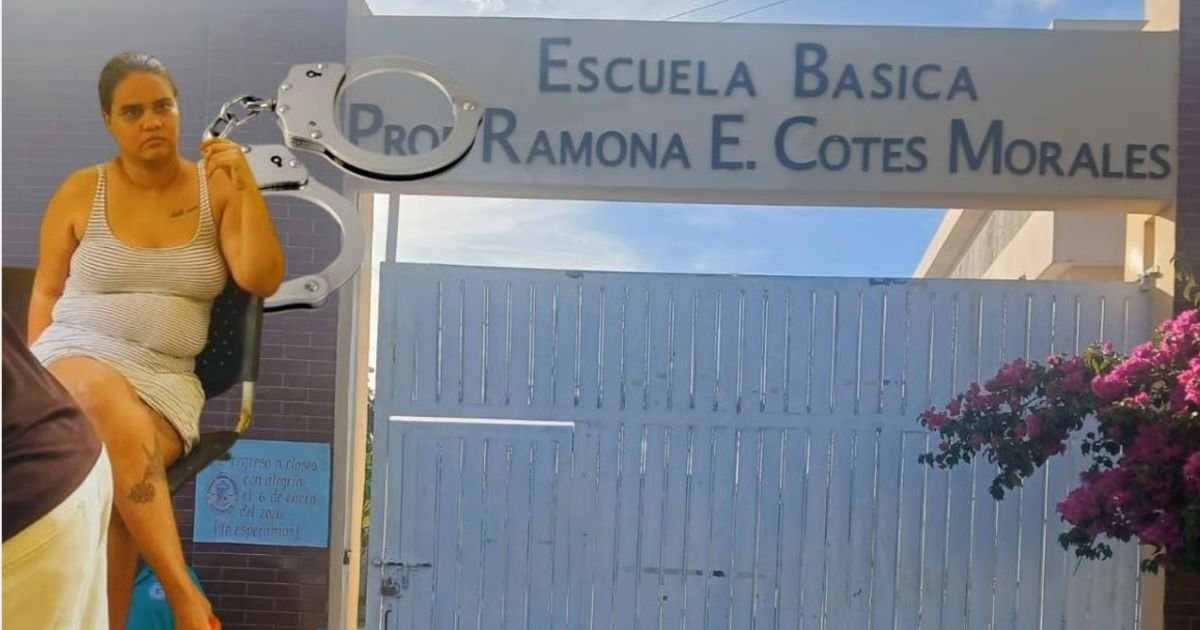 ESCUELA BASICA
PROF. RAMONA E. COTES MORALES
regreso a clases
con alegría
el 6 de enero
del 2026
¡Te esperamos!